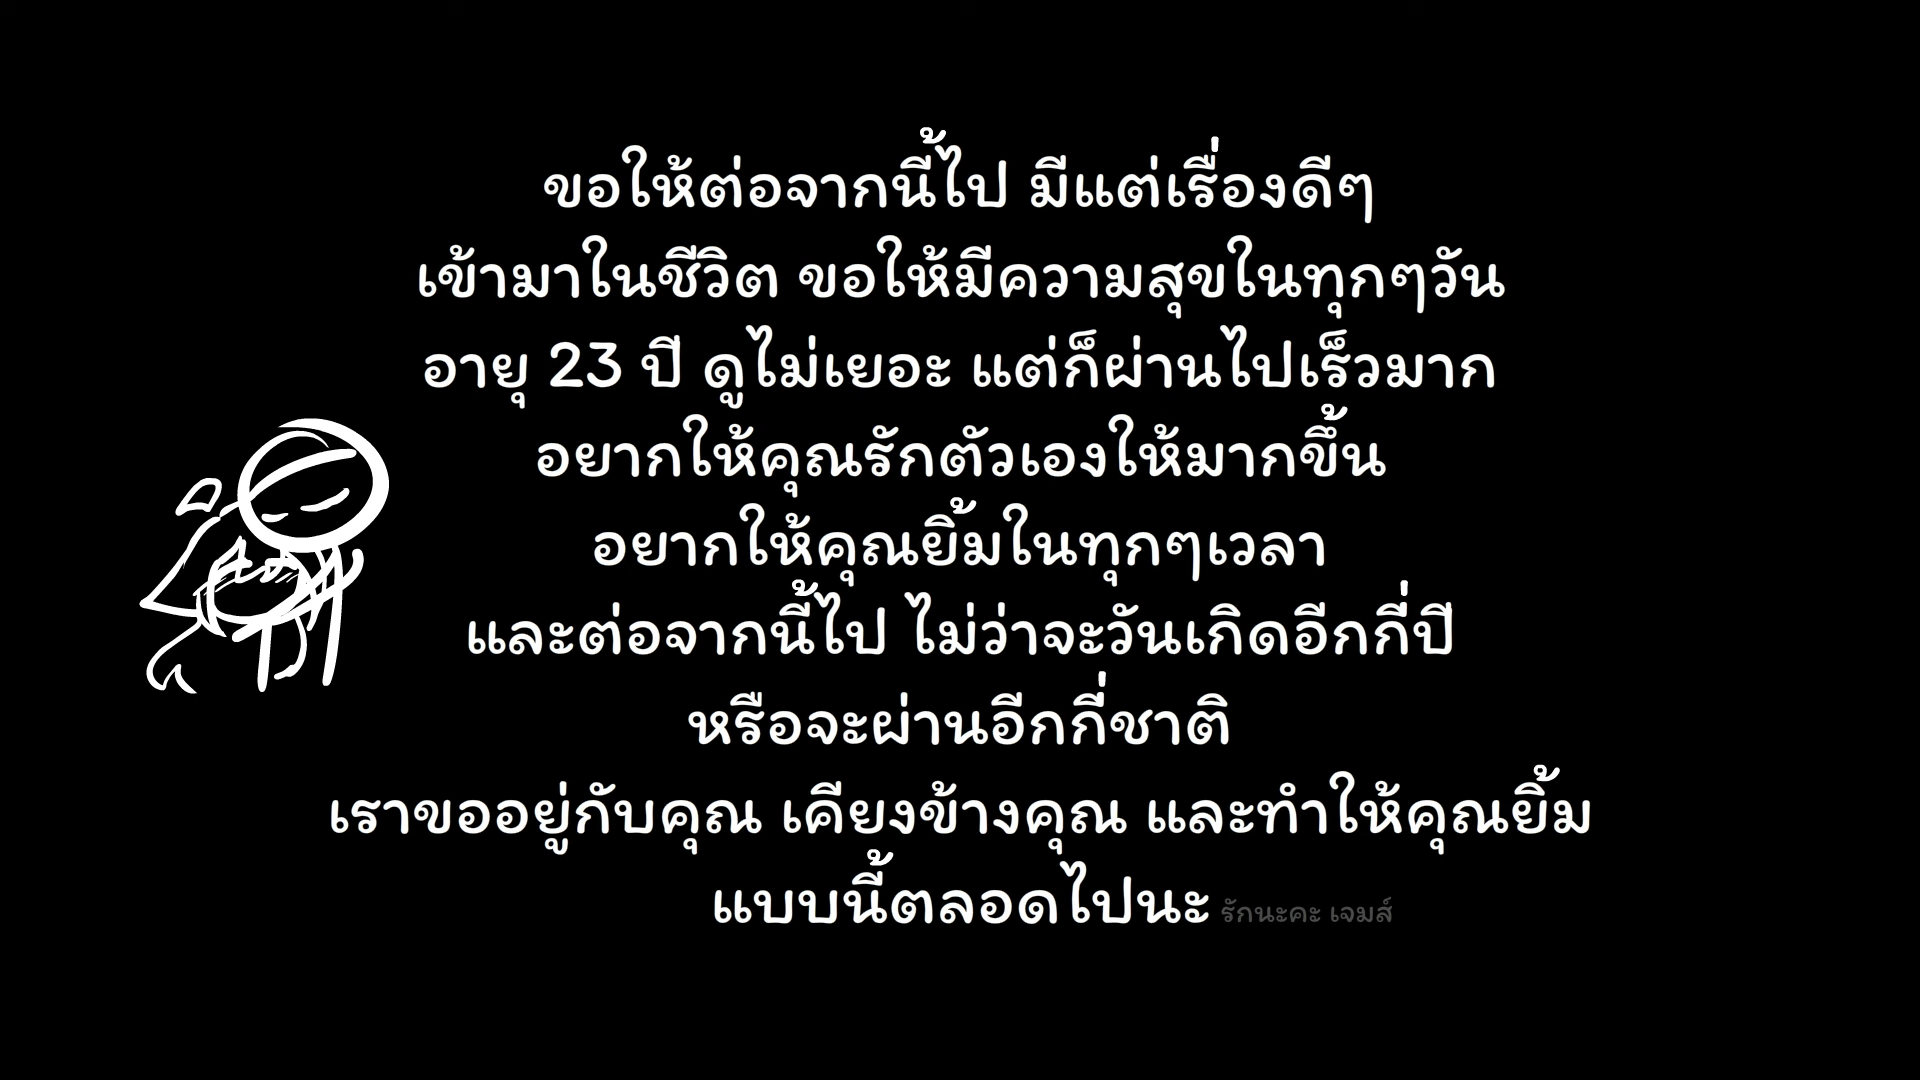 ขอให้ต่อจากนี้ไป มีแต่เรื่องดีๆ
เข้ามาในชีวิต ขอให้มีความสุขในทุกๆวัน
อายุ 23 ปี ดูไม่เยอะ แต่ก็ผ่านไปเร็วมาก
อยากให้คุณรักตัวเองให้มากขึ้น
อยากให้คุณยิ้มในทุกๆเวลา
และต่อจากนี้ไป ไม่ว่าจะวันเกิดอีกกี่ปี
หรือจะผ่านอีกกี่ชาติ
เราขออยู่กับคุณ เคียงข้างคุณ และทำให้คุณยิ้ม
แบบนี้ตลอดไปนะ รักนะคะ เจมส์